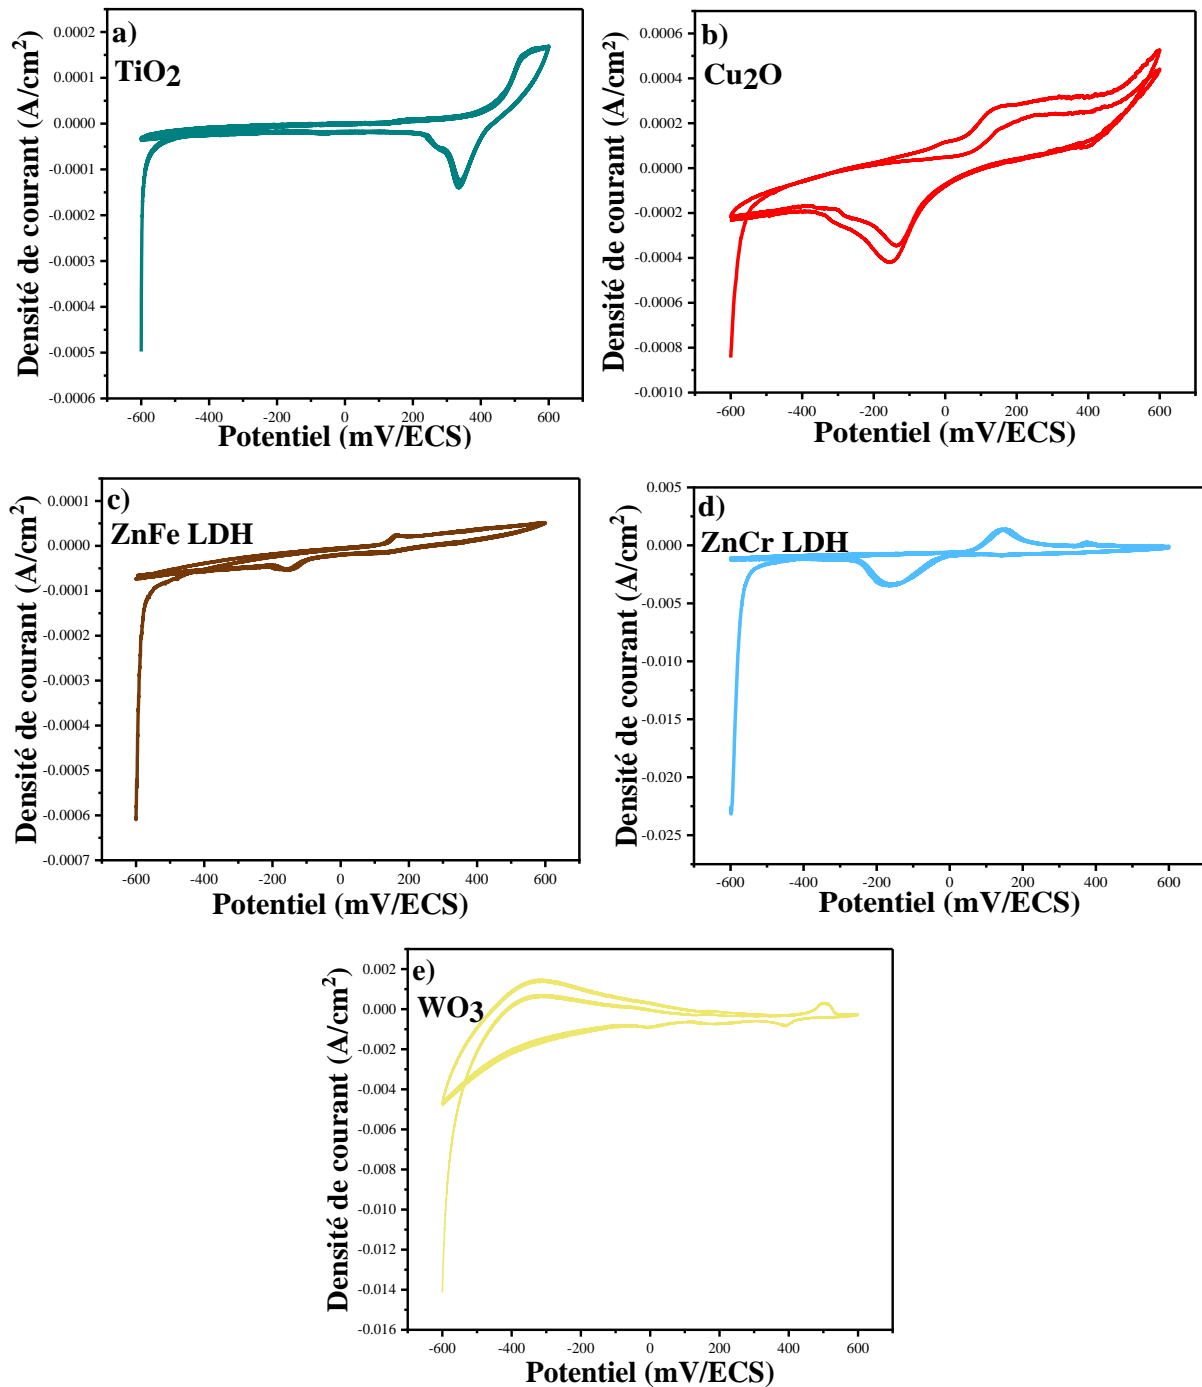 a)
TiO2
0.0002
0.0001
0.0000
-0.0001
-0.0002
-0.0003
-0.0004
-0.0005
-0.0006
Densité de courant (A/cm2)
-600 -400 -200 0 200 400 600
Potentiel (mV/ECS)
b)
Cu2O
0.0006
0.0004
0.0002
0.0000
-0.0002
-0.0004
-0.0006
-0.0008
-0.0010
Densité de courant (A/cm2)
-600 -400 -200 0 200 400 600
Potentiel (mV/ECS)
c)
ZnFe LDH
0.0001
0.0000
-0.0001
-0.0002
-0.0003
-0.0004
-0.0005
-0.0006
-0.0007
Densité de courant (A/cm2)
-600 -400 -200 0 200 400 600
Potentiel (mV/ECS)
d)
ZnCr LDH
0.005
0.000
-0.005
-0.010
-0.015
-0.020
-0.025
Densité de courant (A/cm2)
-600 -400 -200 0 200 400 600
Potentiel (mV/ECS)
e)
WO3
0.002
0.000
-0.002
-0.004
-0.006
-0.008
-0.010
-0.012
-0.014
-0.016
Densité de courant (A/cm2)
-600 -400 -200 0 200 400 600
Potentiel (mV/ECS)